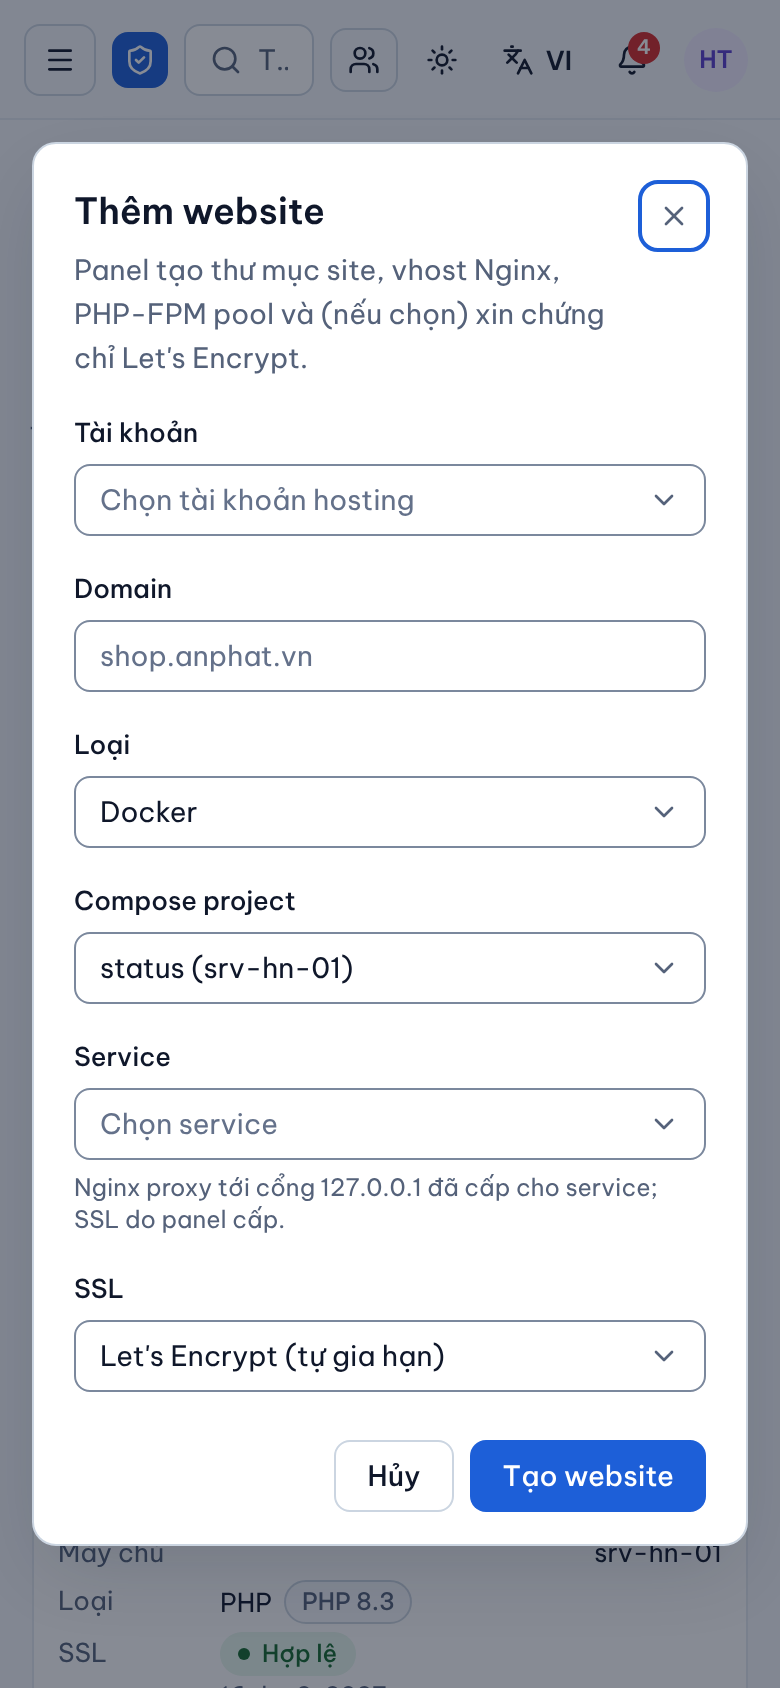 T..
VI
4
HT
Thêm website
Panel tạo thư mục site, vhost Nginx,
PHP-FPM pool và (nếu chọn) xin chứng
chỉ Let's Encrypt.
Tài khoản
Chọn tài khoản hosting
Domain
shop.anphat.vn
Loại
Docker
Compose project
status (srv-hn-01)
Service
Chọn service
Nginx proxy tới cổng 127.0.0.1 đã cấp cho service;
SSL do panel cấp.
SSL
Let's Encrypt (tự gia hạn)
Hủy
Tạo website
Máy chủ srv-hn-01
Loại PHP PHP 8.3
SSL Hợp lệ